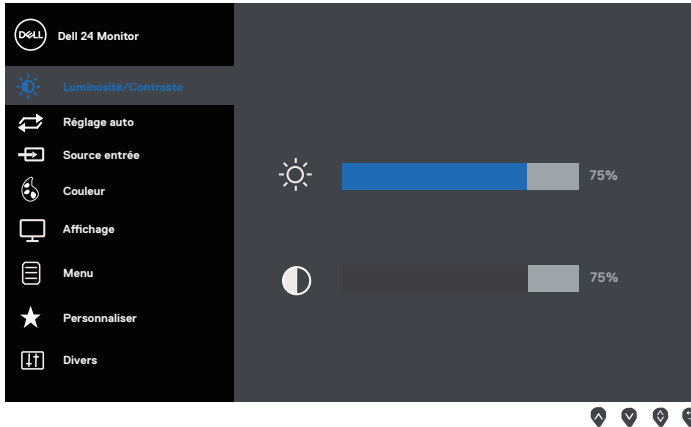 DELL
Dell 24 Monitor
Luminosité/Contraste
Réglage auto
Source entrée
75%
Couleur
Affichage
Menu
75%
Personnaliser
Divers